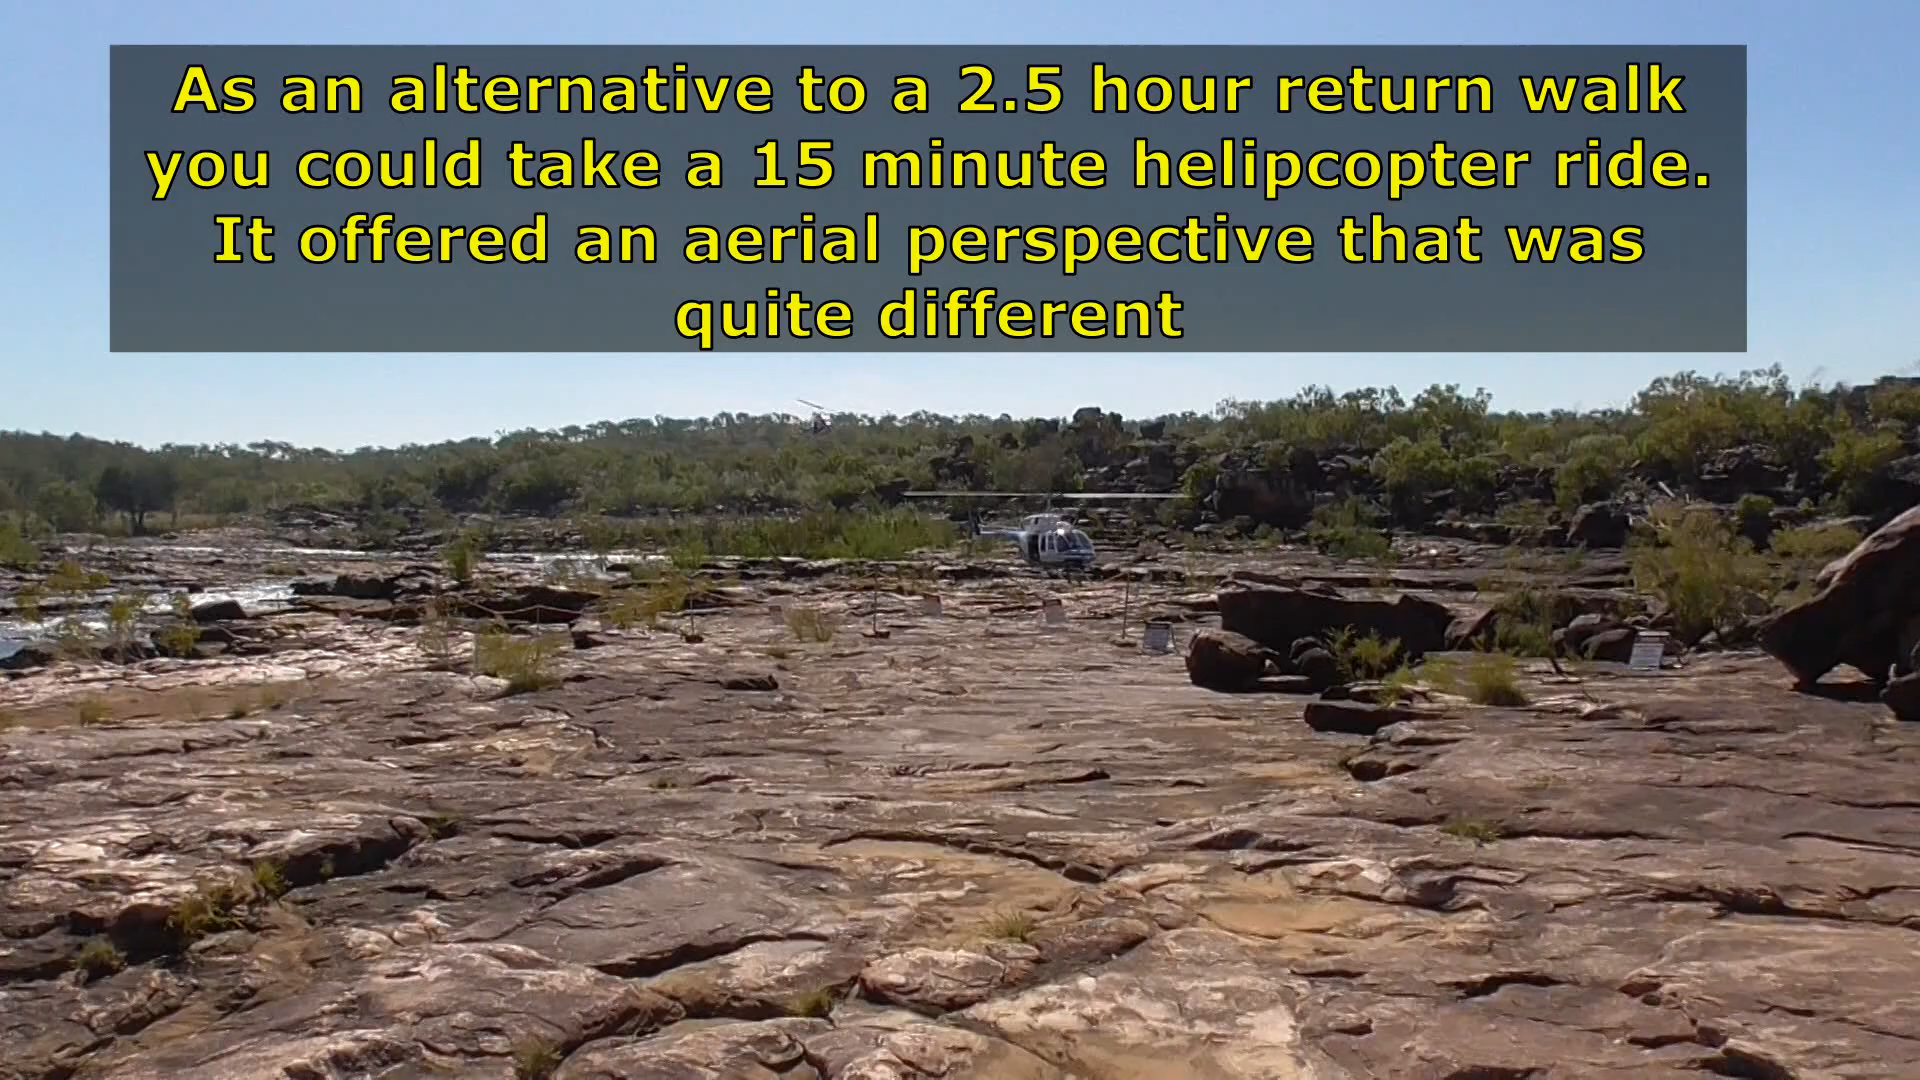 As an alternative to a 2.5 hour return walk
you could take a 15 minute helipcopter ride.
It offered an aerial perspective that was
quite different